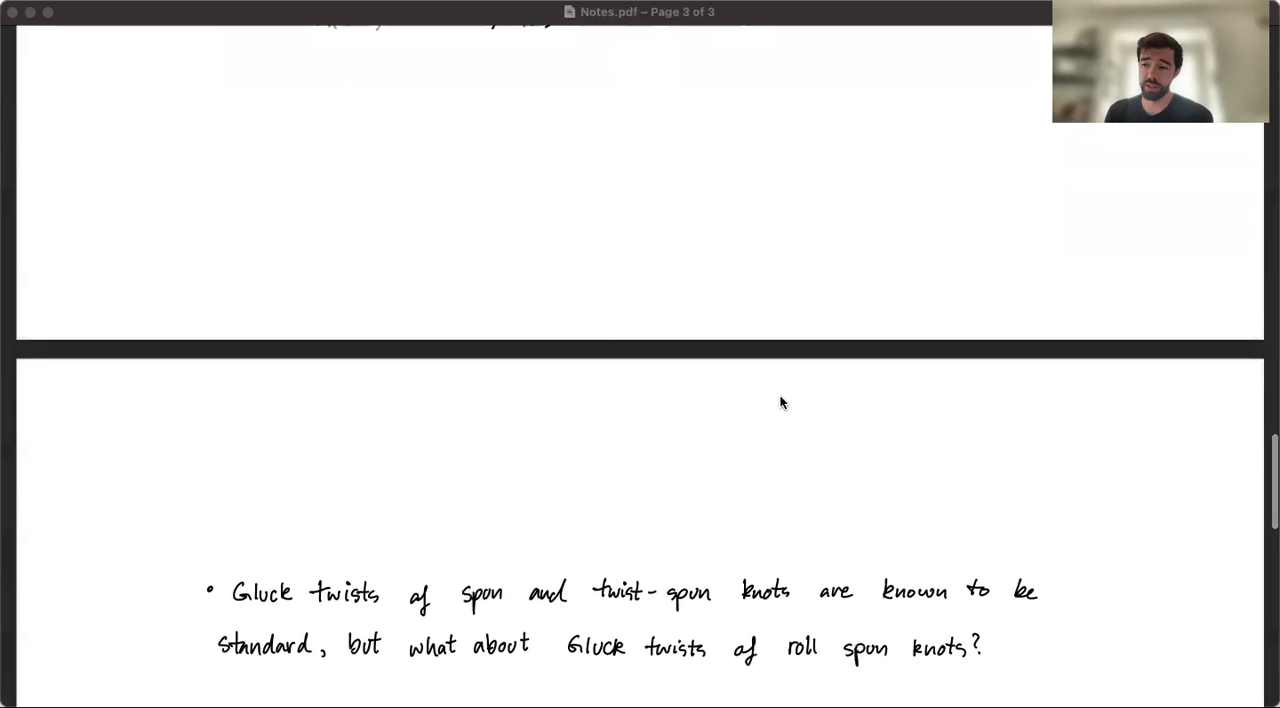 Notes.pdf – Page 3 of 3
• Gluck twists of spun and twist-spun knots are known to be
standard, but what about Gluck twists of roll spun knots?